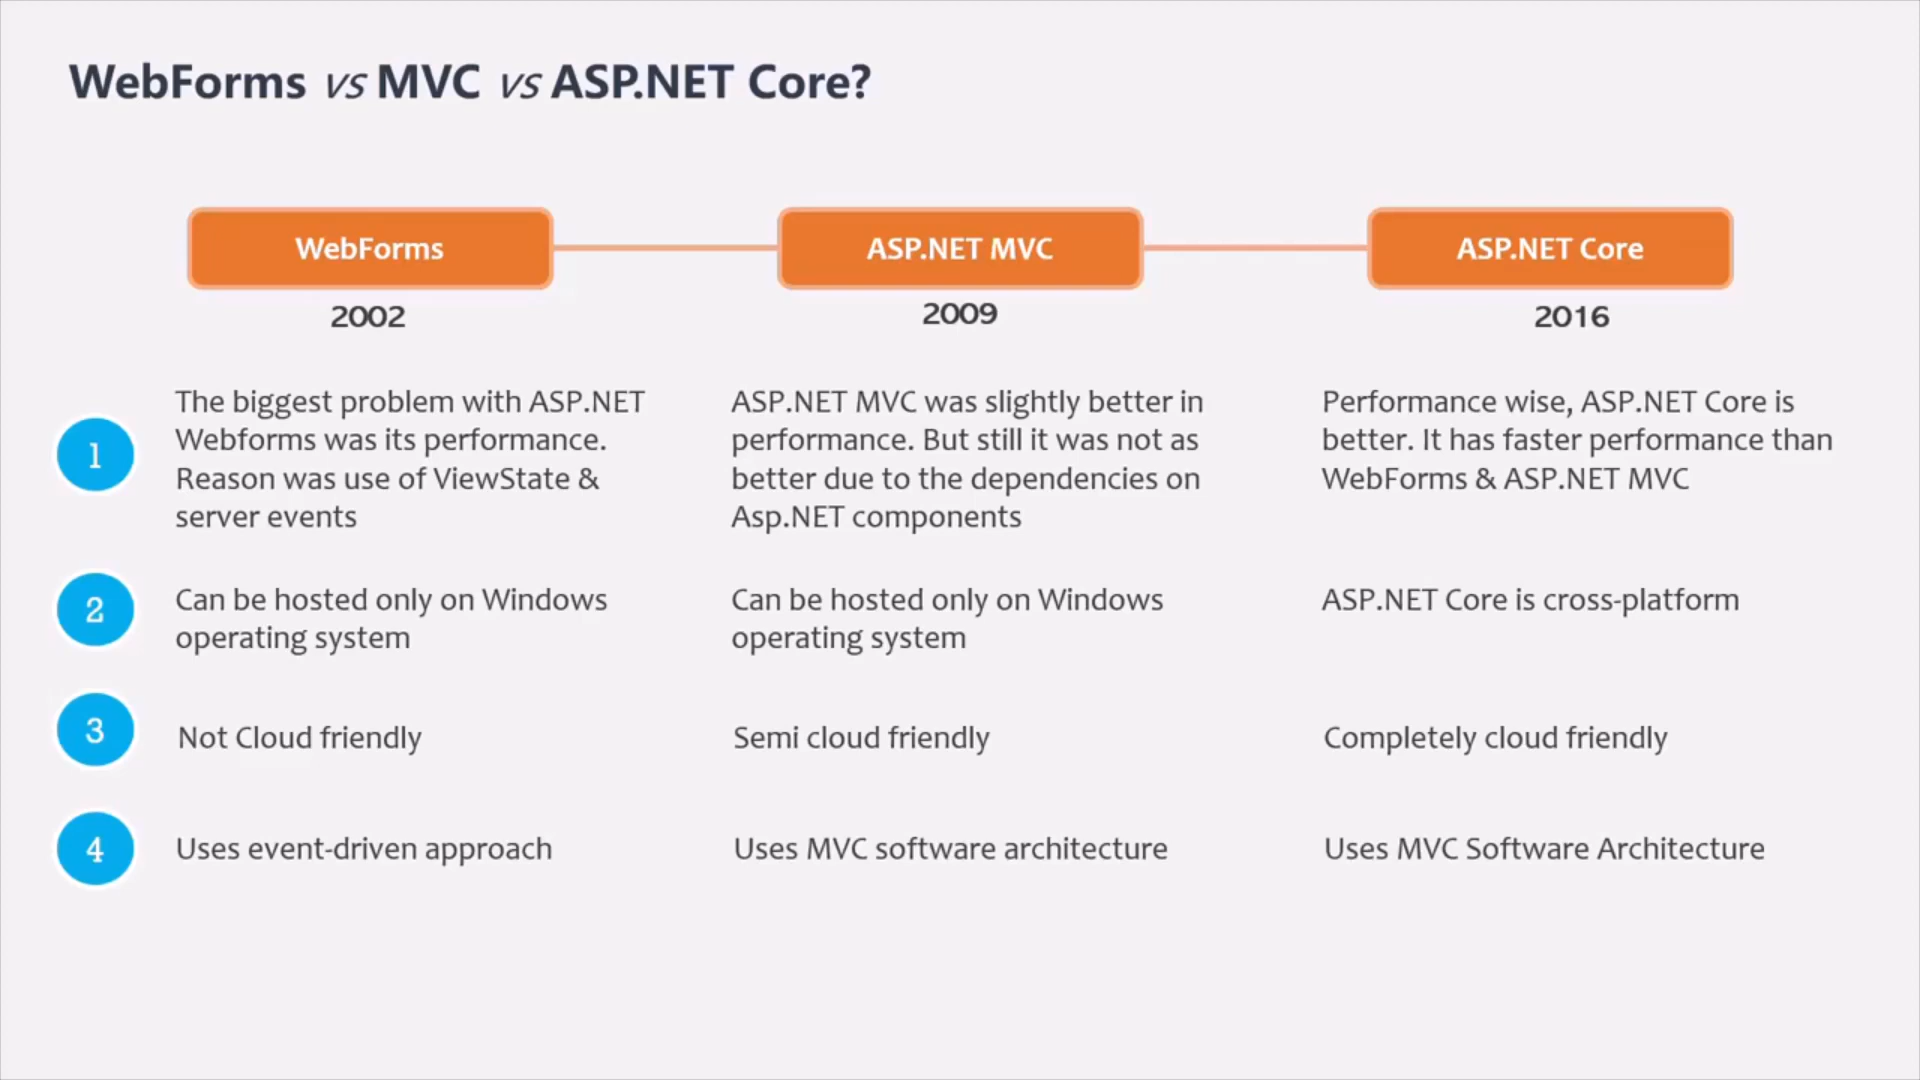 WebForms vs MVC vs ASP.NET Core?
WebForms
ASP.NET MVC
ASP.NET Core
2002
2009
2016
1
The biggest problem with ASP.NET
Webforms was its performance.
Reason was use of ViewState &
server events
ASP.NET MVC was slightly better in
performance. But still it was not as
better due to the dependencies on
Asp.NET components
Performance wise, ASP.NET Core is
better. It has faster performance than
WebForms & ASP.NET MVC
2
Can be hosted only on Windows
operating system
Can be hosted only on Windows
operating system
ASP.NET Core is cross-platform
3
Not Cloud friendly
Semi cloud friendly
Completely cloud friendly
4
Uses event-driven approach
Uses MVC software architecture
Uses MVC Software Architecture